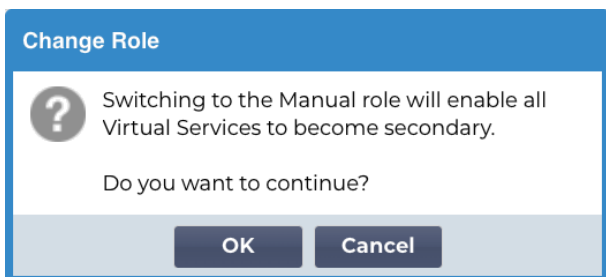 Change Role
?
Switching to the Manual role will enable all
Virtual Services to become secondary.
Do you want to continue?
OK
Cancel